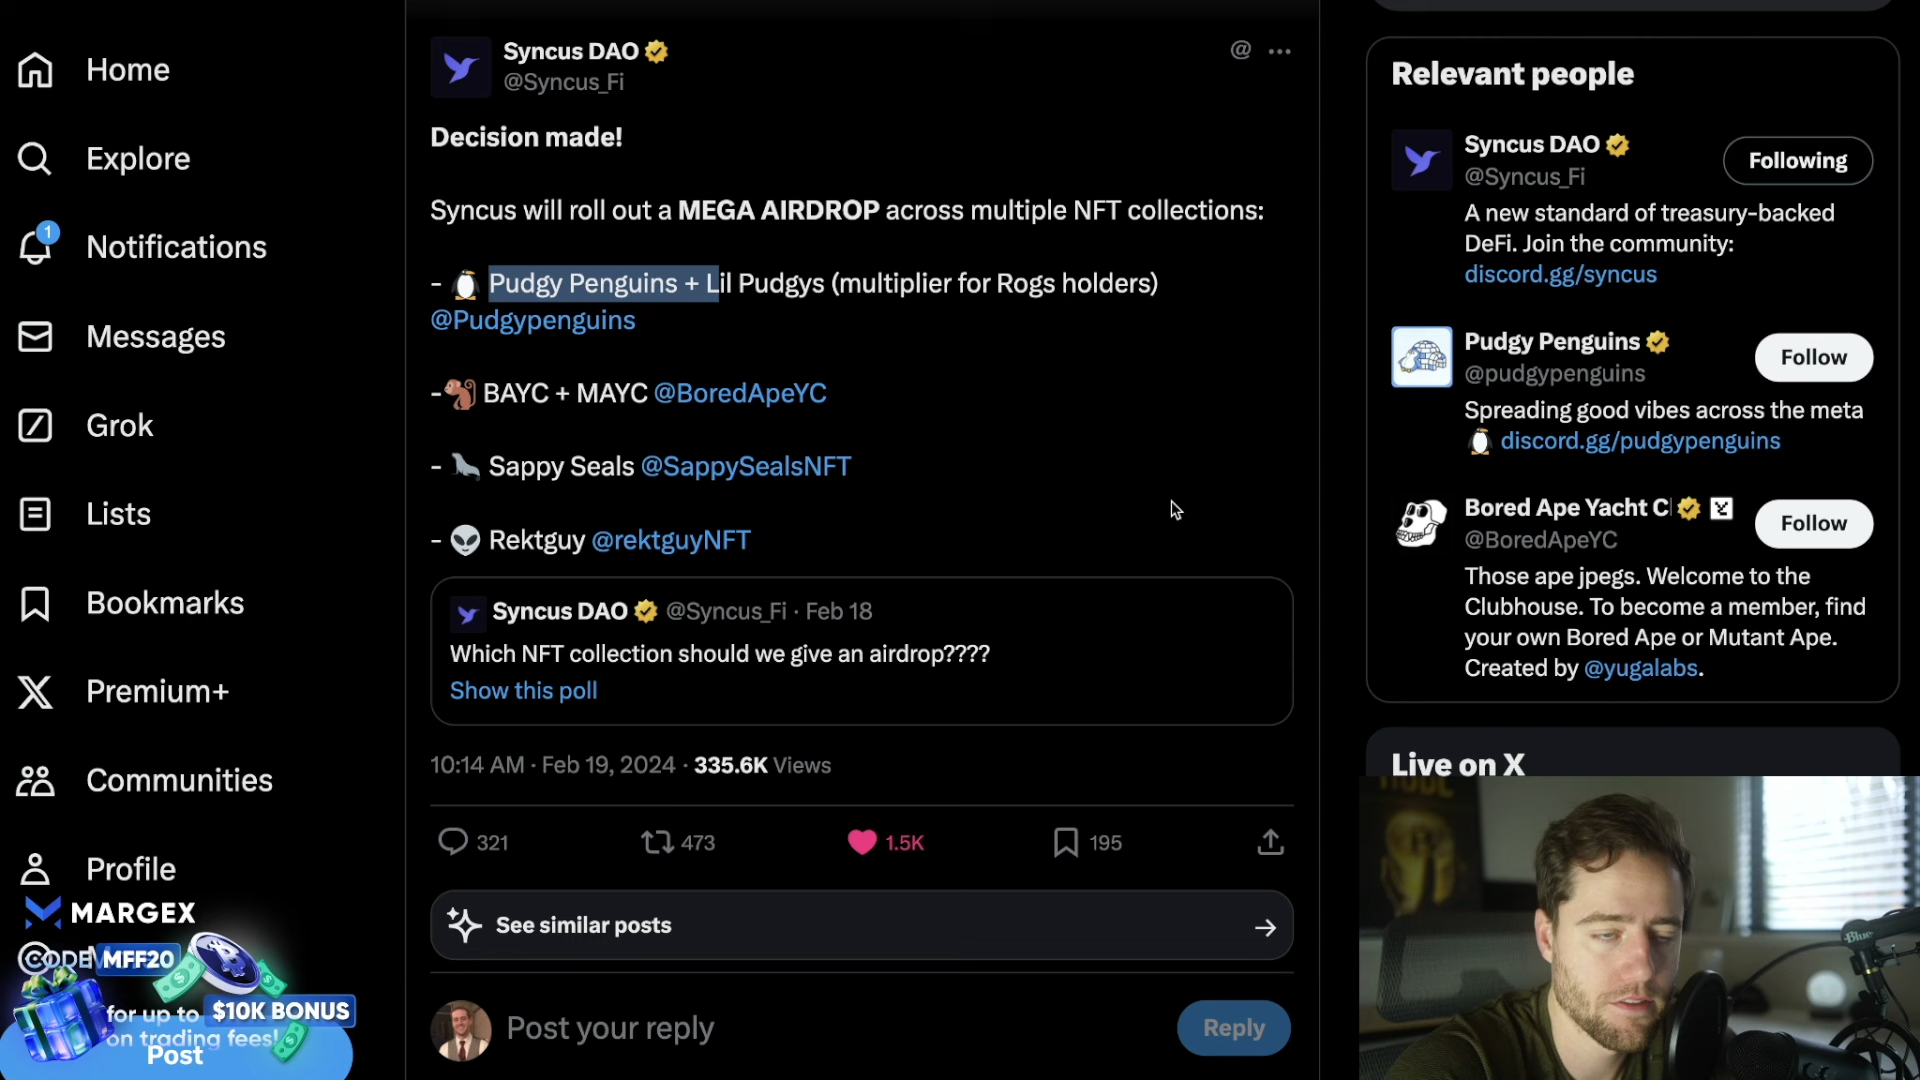 Home
Explore
1
Notifications
Messages
Grok
Lists
Bookmarks
Premium+
Communities
Profile
MARGEX
CODE MFF20
for up to $10K BONUS
on trading fees!
Post
Syncus DAO
@Syncus_Fi
@
Decision made!
Syncus will roll out a MEGA AIRDROP across multiple NFT collections:
- 🐧 Pudgy Penguins + Lil Pudgys (multiplier for Rogs holders)
@Pudgypenguins
-🐒 BAYC + MAYC @BoredApeYC
- 🦭 Sappy Seals @SappySealsNFT
- 👽 Rektguy @rektguyNFT
Syncus DAO @Syncus_Fi · Feb 18
Which NFT collection should we give an airdrop????
Show this poll
10:14 AM · Feb 19, 2024 · 335.6K Views
321 473 1.5K 195
See similar posts
Post your reply
Reply
Relevant people
Syncus DAO
@Syncus_Fi
Following
A new standard of treasury-backed
DeFi. Join the community:
discord.gg/syncus
Pudgy Penguins
@pudgypenguins
Follow
Spreading good vibes across the meta
🐧 discord.gg/pudgypenguins
Bored Ape Yacht C
@BoredApeYC
Follow
Those ape jpegs. Welcome to the
Clubhouse. To become a member, find
your own Bored Ape or Mutant Ape.
Created by @yugalabs.
Live on X
Blue